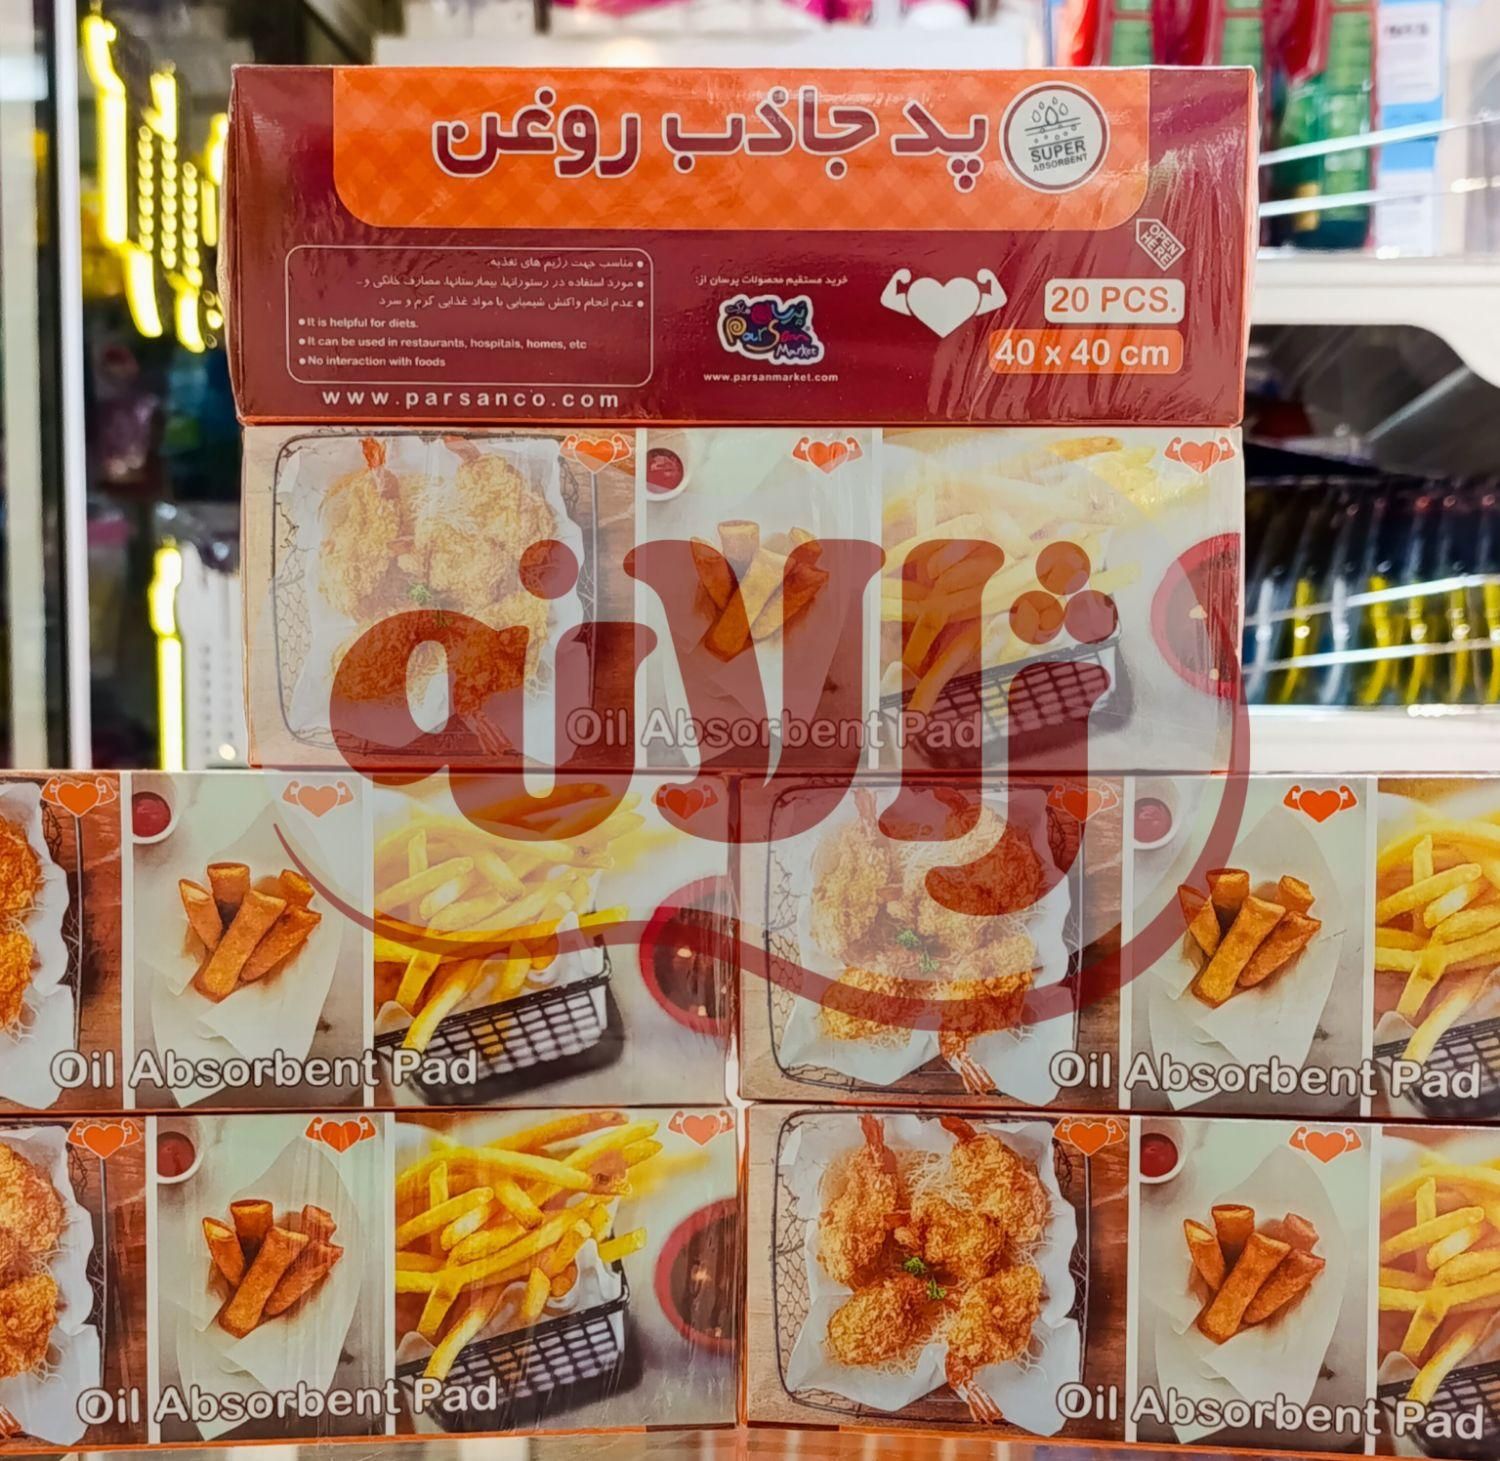 پد جاذب روغن
SUPER
ABSORBENT
OPEN
HERE
• مناسب جهت رژیم های تغذیه
• مورد استفاده در رستورانها، بیمارستانها، مصارف خانگی و...
• عدم انجام واکنش شیمیایی با مواد غذایی گرم و سرد
• It is helpful for diets.
• It can be used in restaurants, hospitals, homes, etc
• No interaction with foods
www.parsanco.com
خرید مستقیم محصولات پرسان از:
Parsan
Market
www.parsanmarket.com
20 PCS.
40 x 40 cm
ژالانه
Oil Absorbent Pad
Oil Absorbent Pad
Oil Absorbent Pad
Oil Absorbent Pad
Oil Absorbent Pad